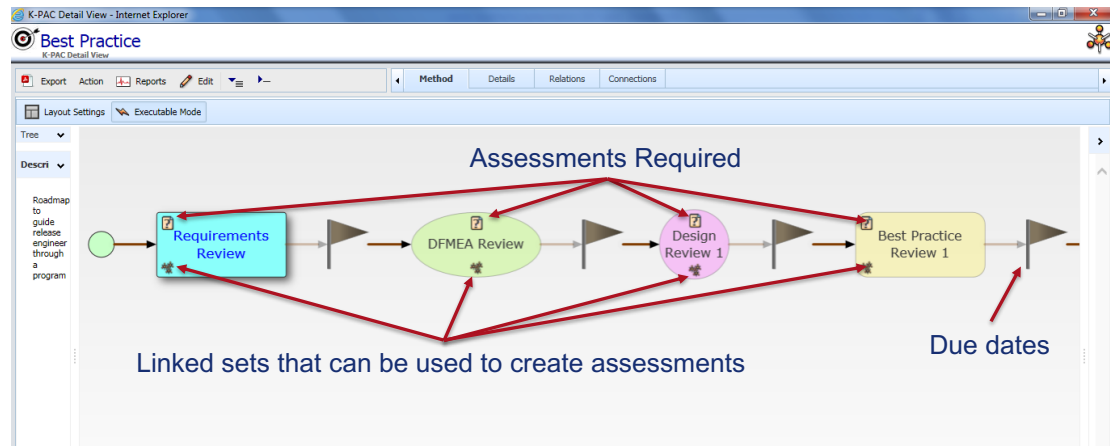 K-PAC Detail View - Internet Explorer
Best Practice
K-PAC Detail View
Export Action Reports Edit Method Details Relations Connections
Layout Settings Executable Mode
Tree
Descri
Roadmap
to
guide
release
engineer
through
a
program
Assessments Required
Requirements
Review
DFMEA Review
Design
Review 1
Best Practice
Review 1
Linked sets that can be used to create assessments
Due dates